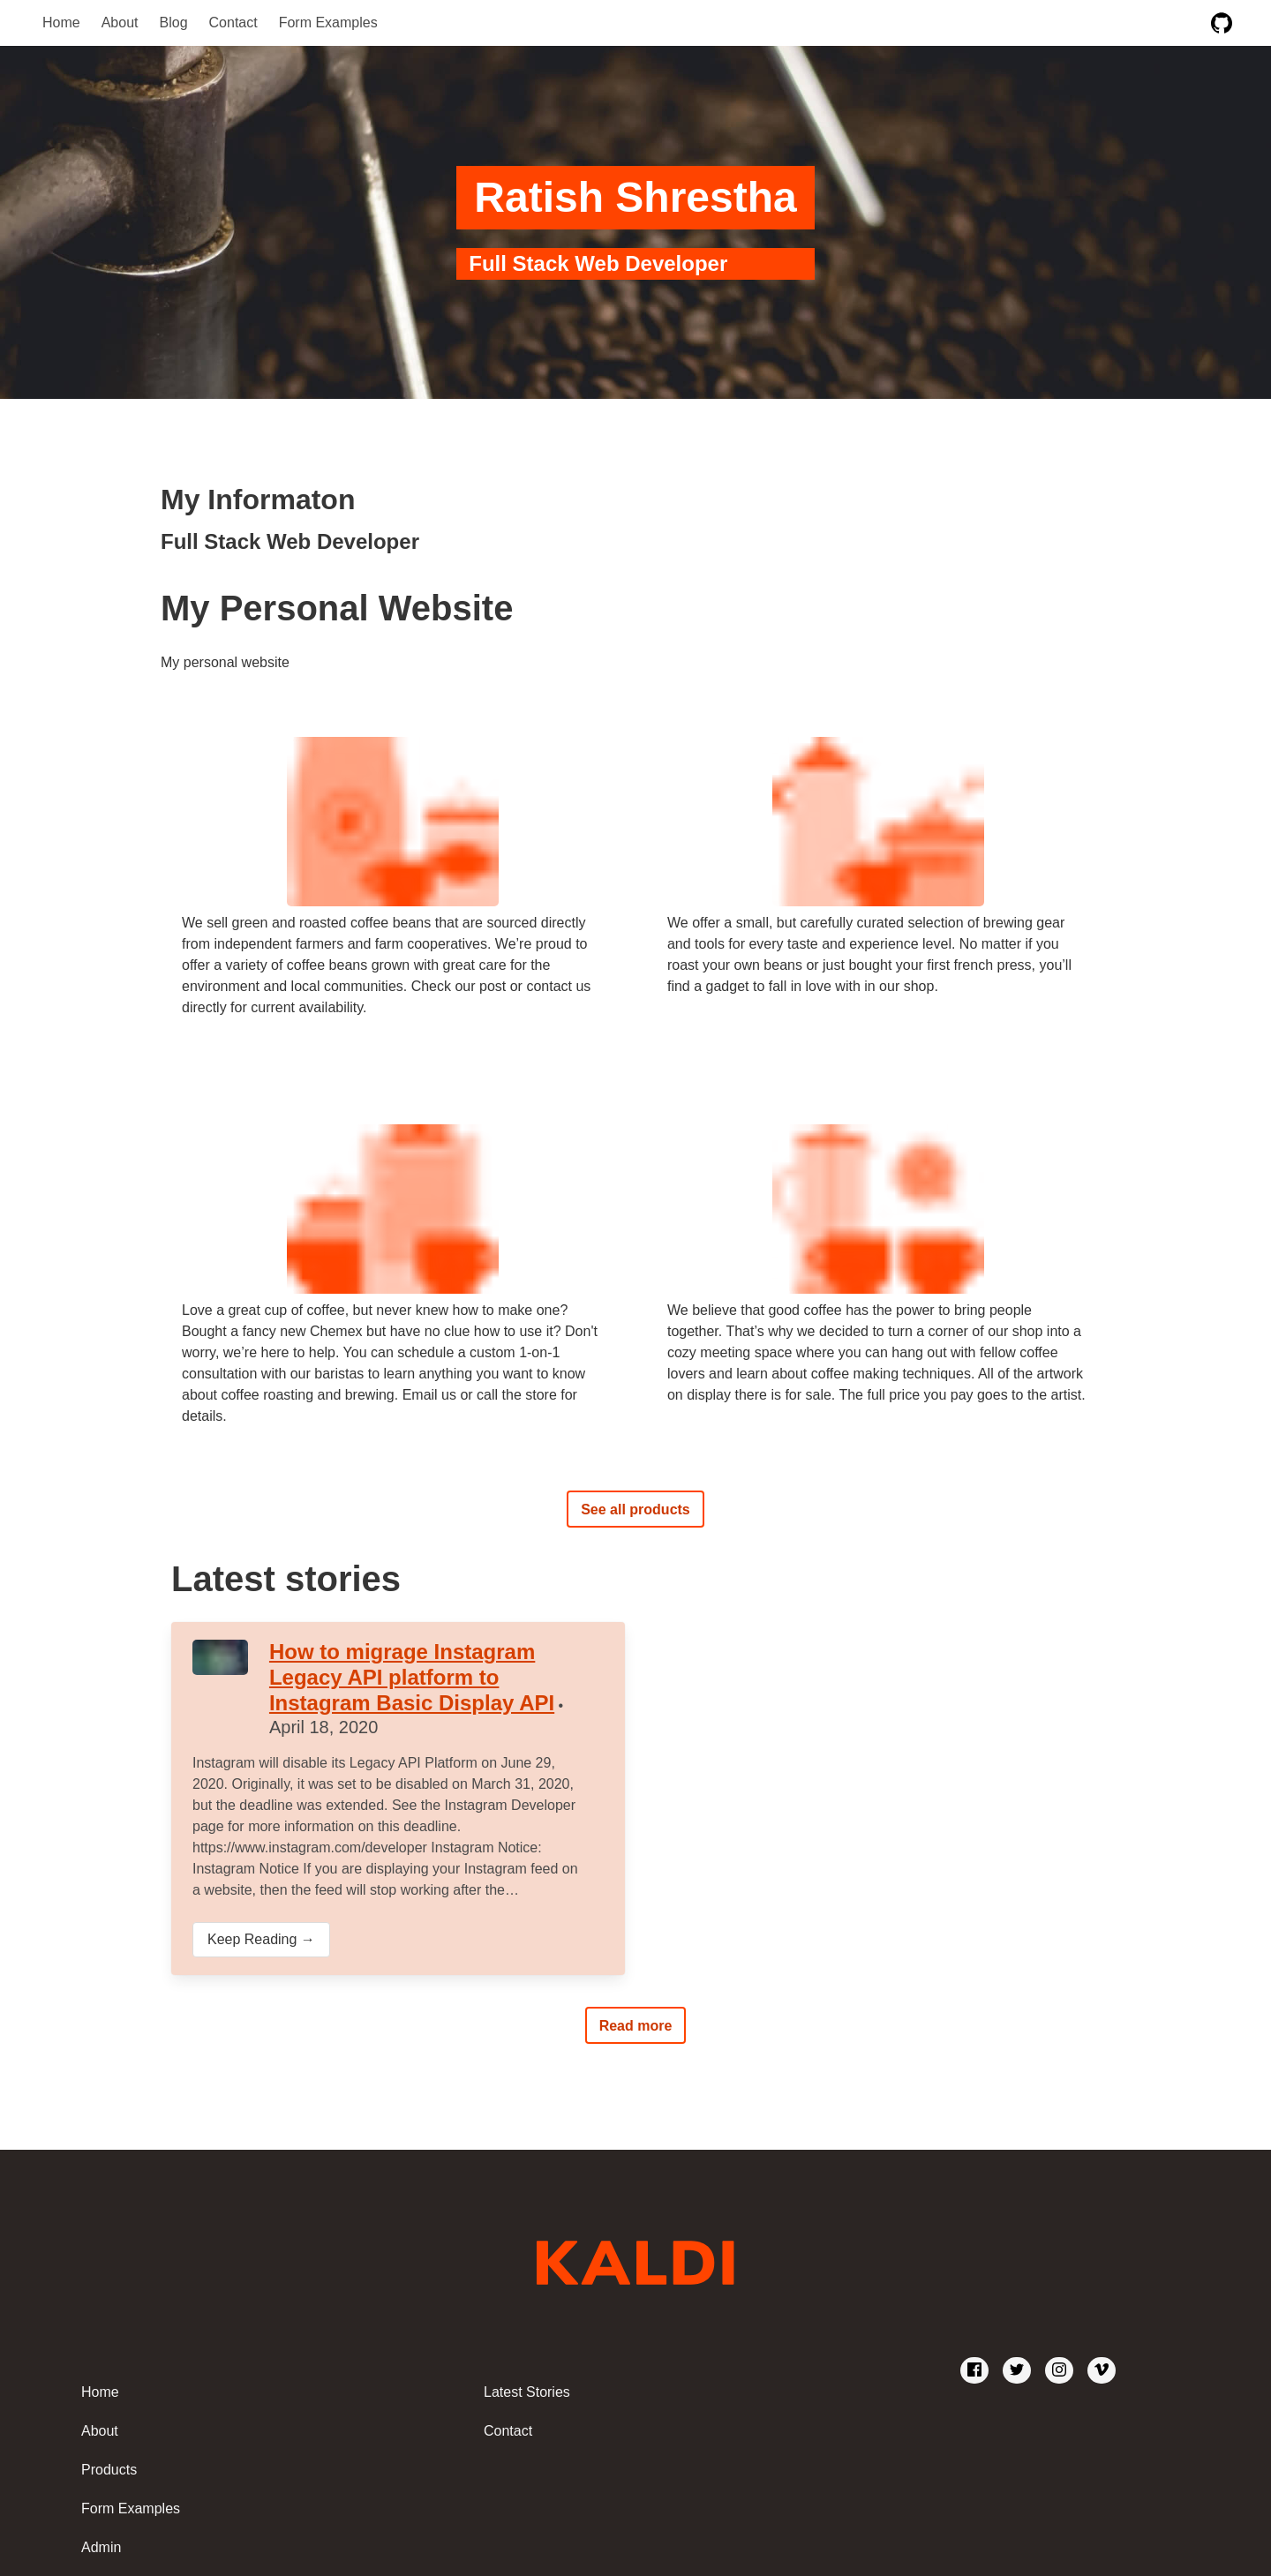 Home About Blog Contact Form Examples
Ratish Shrestha
Full Stack Web Developer
My Informaton
Full Stack Web Developer
My Personal Website
My personal website
We sell green and roasted coffee beans that are sourced directly
from independent farmers and farm cooperatives. We’re proud to
offer a variety of coffee beans grown with great care for the
environment and local communities. Check our post or contact us
directly for current availability.
We offer a small, but carefully curated selection of brewing gear
and tools for every taste and experience level. No matter if you
roast your own beans or just bought your first french press, you’ll
find a gadget to fall in love with in our shop.
Love a great cup of coffee, but never knew how to make one?
Bought a fancy new Chemex but have no clue how to use it? Don't
worry, we’re here to help. You can schedule a custom 1-on-1
consultation with our baristas to learn anything you want to know
about coffee roasting and brewing. Email us or call the store for
details.
We believe that good coffee has the power to bring people
together. That’s why we decided to turn a corner of our shop into a
cozy meeting space where you can hang out with fellow coffee
lovers and learn about coffee making techniques. All of the artwork
on display there is for sale. The full price you pay goes to the artist.
See all products
Latest stories
How to migrage Instagram
Legacy API platform to
Instagram Basic Display API •
April 18, 2020
Instagram will disable its Legacy API Platform on June 29,
2020. Originally, it was set to be disabled on March 31, 2020,
but the deadline was extended. See the Instagram Developer
page for more information on this deadline.
https://www.instagram.com/developer Instagram Notice:
Instagram Notice If you are displaying your Instagram feed on
a website, then the feed will stop working after the…
Keep Reading →
Read more
KALDI
Home
About
Products
Form Examples
Admin
Latest Stories
Contact